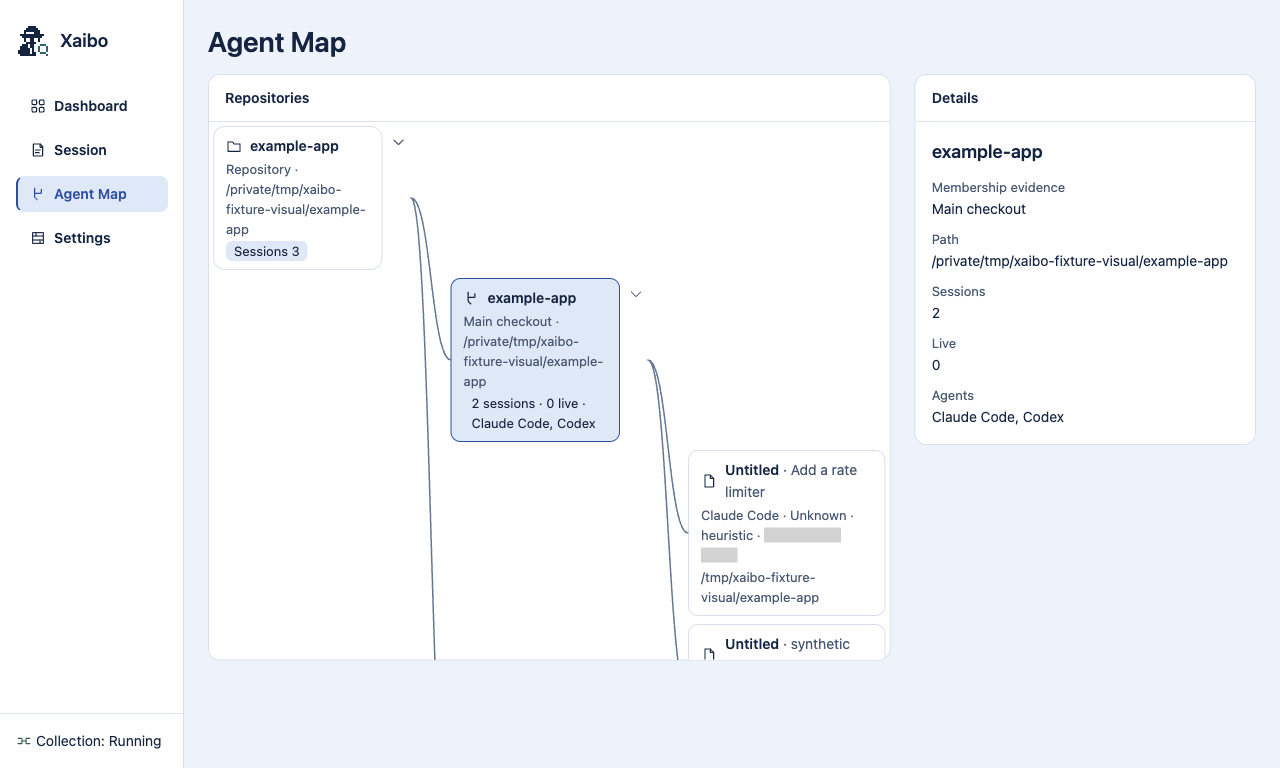 Xaibo
Dashboard
Session
Agent Map
Settings
Collection: Running
Agent Map
Repositories
example-app
Repository ·
/private/tmp/xaibo-
fixture-visual/example-
app
Sessions 3
example-app
Main checkout ·
/private/tmp/xaibo-
fixture-visual/example-
app
2 sessions · 0 live ·
Claude Code, Codex
Untitled · Add a rate
limiter
Claude Code · Unknown ·
heuristic ·
/tmp/xaibo-fixture-
visual/example-app
Untitled · synthetic
Details
example-app
Membership evidence
Main checkout
Path
/private/tmp/xaibo-fixture-visual/example-app
Sessions
2
Live
0
Agents
Claude Code, Codex